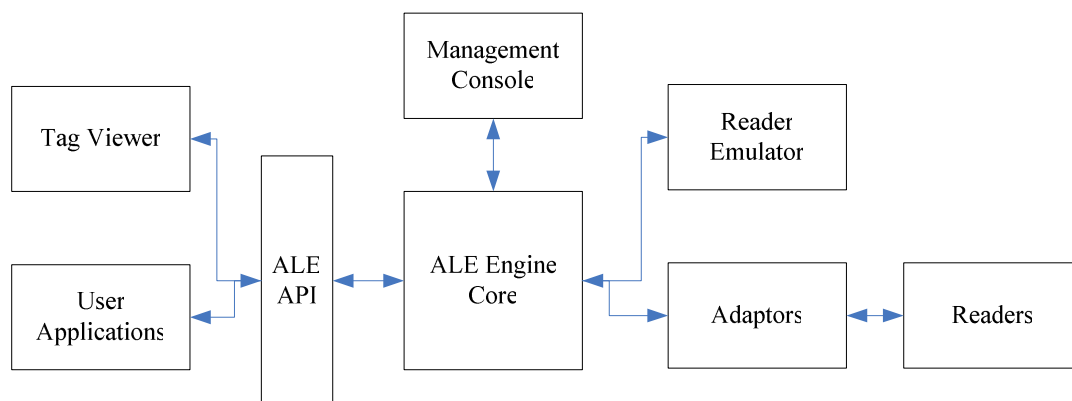 Management
Console
Tag Viewer
Reader
Emulator
ALE
API
ALE Engine
Core
User
Applications
Adaptors
Readers